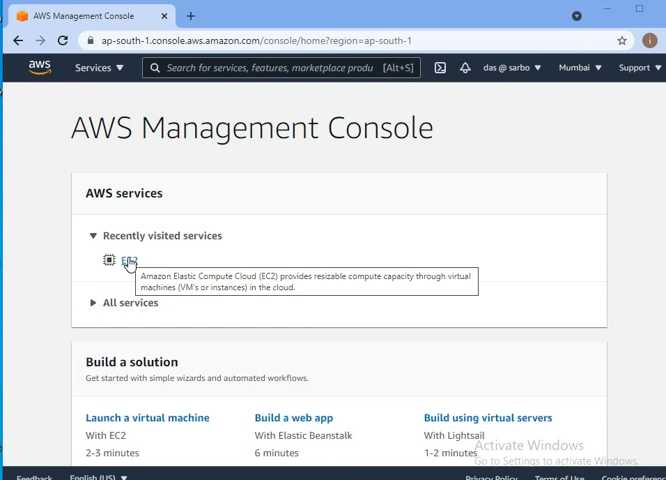 AWS Management Console
ap-south-1.console.aws.amazon.com/console/home?region=ap-south-1
i
aws
Services
Search for services, features, marketplace produ [Alt+S]
das @ sarbo
Mumbai
Support
AWS Management Console
AWS services
Recently visited services
EC2
Amazon Elastic Compute Cloud (EC2) provides resizable compute capacity through virtual
machines (VM's or instances) in the cloud.
All services
Build a solution
Get started with simple wizards and automated workflows.
Launch a virtual machine
With EC2
2-3 minutes
Build a web app
With Elastic Beanstalk
6 minutes
Build using virtual servers
With Lightsail
1-2 minutes
Activate Windows
Go to Settings to activate Windows.
Feedback
English (US)
Privacy Policy
Terms of Use
Cookie preferenc